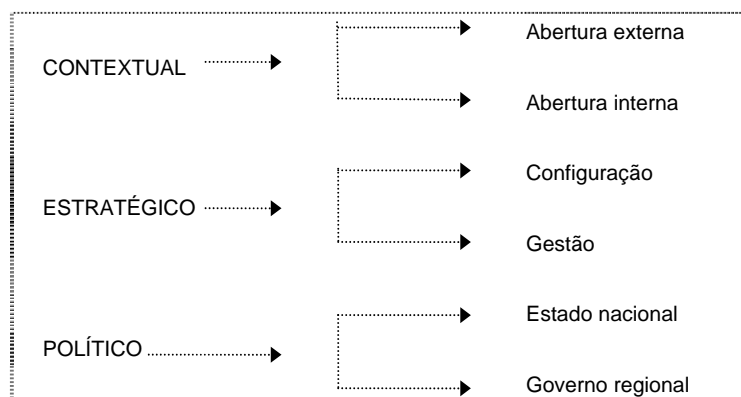 Abertura externa
CONTEXTUAL
Abertura interna
Configuração
ESTRATÉGICO
Gestão
Estado nacional
POLÍTICO
Governo regional